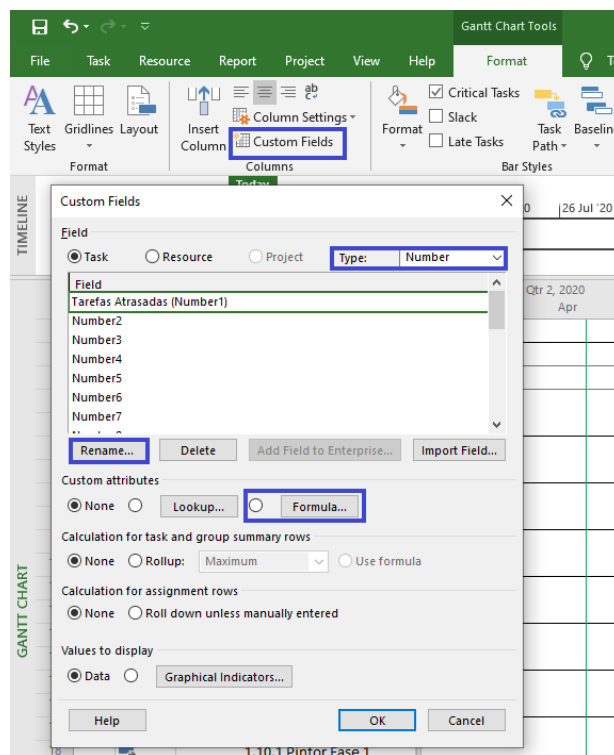 Gantt Chart Tools
File Task Resource Report Project View Help Format
Text Styles
Gridlines
Layout
Format
Insert Column
Column Settings
Custom Fields
Columns
Format
Critical Tasks
Slack
Late Tasks
Task Path
Bar Styles
Today
TIMELINE
26 Jul '20
Custom Fields
Field
Task Resource Project Type: Number
Field
Tarefas Atrasadas (Number1)
Number2
Number3
Number4
Number5
Number6
Number7
Rename... Delete Add Field to Enterprise... Import Field...
Custom attributes
None Lookup... Formula...
Calculation for task and group summary rows
None Rollup: Maximum Use formula
Calculation for assignment rows
None Roll down unless manually entered
Values to display
Data Graphical Indicators...
Help OK Cancel
Qtr 2, 2020
Apr
GANTT CHART
18 1.10.1 Pintor Fase 1